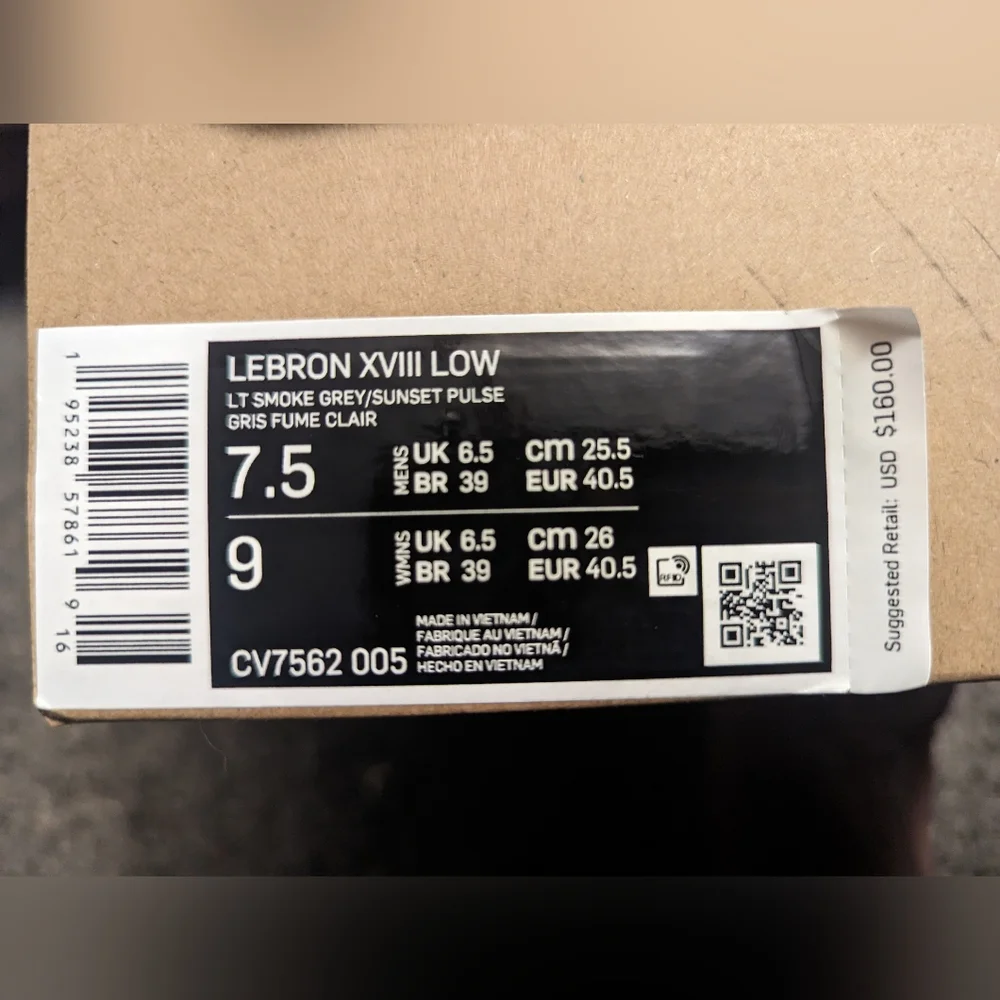 LEBRON XVIII LOW
LT SMOKE GREY/SUNSET PULSE
GRIS FUME CLAIR
7.5 MENS UK 6.5 cm 25.5
BR 39 EUR 40.5
9 WMNS UK 6.5 cm 26
BR 39 EUR 40.5
RFID
CV7562 005
MADE IN VIETNAM /
FABRIQUE AU VIETNAM /
FABRICADO NO VIETNÃ /
HECHO EN VIETNAM
1 95238 57861 9 16
Suggested Retail: USD $160.00